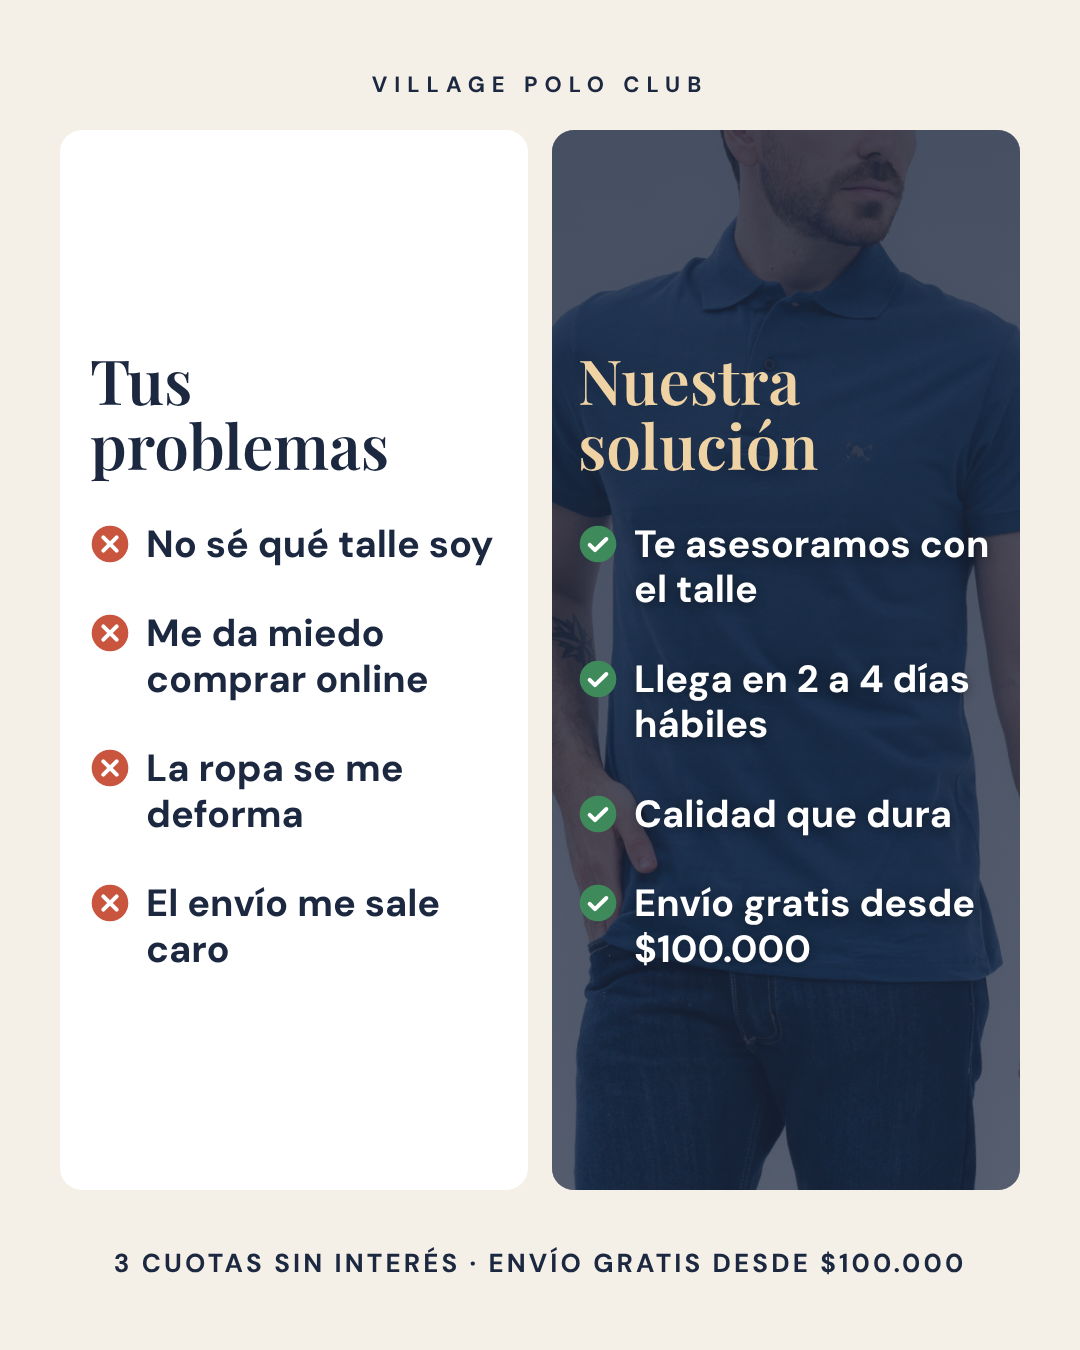 VILLAGE POLO CLUB
Tus
problemas
No sé qué talle soy
Me da miedo
comprar online
La ropa se me
deforma
El envío me sale
caro
Nuestra
solución
Te asesoramos con
el talle
Llega en 2 a 4 días
hábiles
Calidad que dura
Envío gratis desde
$100.000
3 CUOTAS SIN INTERÉS · ENVÍO GRATIS DESDE $100.000